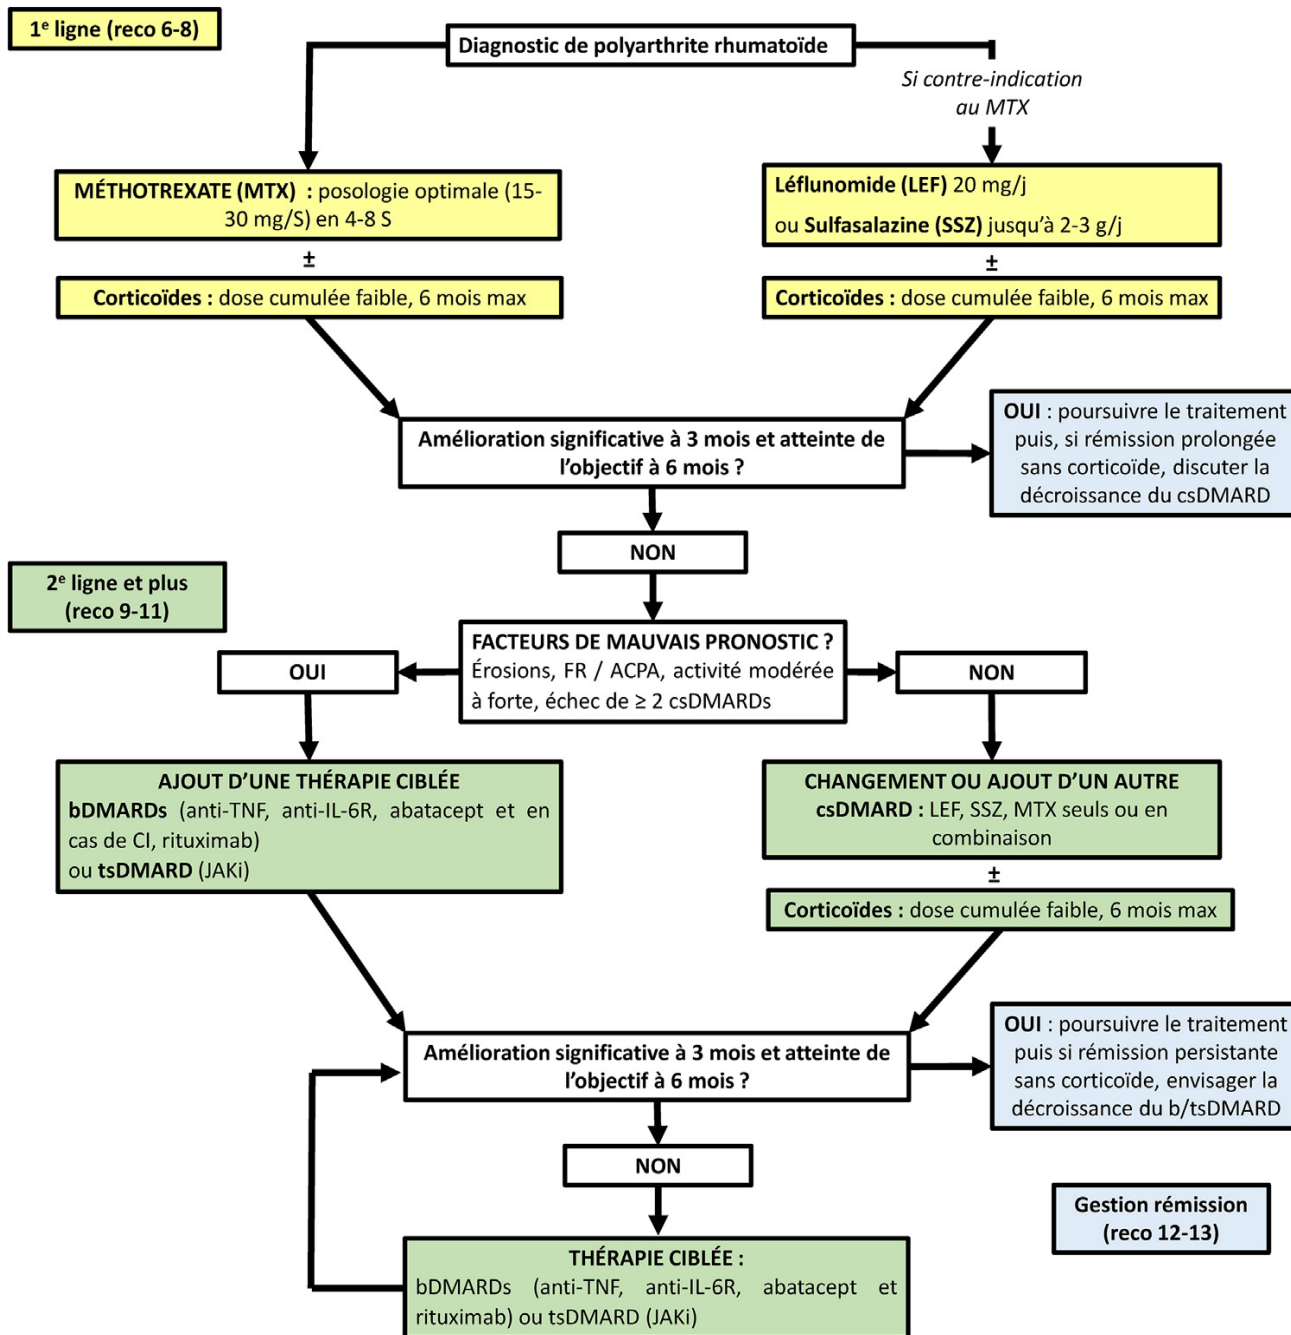 1e ligne (reco 6-8)
Diagnostic de polyarthrite rhumatoïde
Si contre-indication
au MTX
MÉTHOTREXATE (MTX) : posologie optimale (15-
30 mg/S) en 4-8 S
±
Corticoïdes : dose cumulée faible, 6 mois max
Léflunomide (LEF) 20 mg/j
ou Sulfasalazine (SSZ) jusqu’à 2-3 g/j
±
Corticoïdes : dose cumulée faible, 6 mois max
Amélioration significative à 3 mois et atteinte de
l’objectif à 6 mois ?
OUI : poursuivre le traitement
puis, si rémission prolongée
sans corticoïde, discuter la
décroissance du csDMARD
NON
2e ligne et plus
(reco 9-11)
FACTEURS DE MAUVAIS PRONOSTIC ?
Érosions, FR / ACPA, activité modérée
à forte, échec de ≥ 2 csDMARDs
OUI
NON
AJOUT D’UNE THÉRAPIE CIBLÉE
bDMARDs (anti-TNF, anti-IL-6R, abatacept et en
cas de CI, rituximab)
ou tsDMARD (JAKi)
CHANGEMENT OU AJOUT D’UN AUTRE
csDMARD : LEF, SSZ, MTX seuls ou en
combinaison
±
Corticoïdes : dose cumulée faible, 6 mois max
Amélioration significative à 3 mois et atteinte de
l’objectif à 6 mois ?
OUI : poursuivre le traitement
puis si rémission persistante
sans corticoïde, envisager la
décroissance du b/tsDMARD
NON
Gestion rémission
(reco 12-13)
THÉRAPIE CIBLÉE :
bDMARDs (anti-TNF, anti-IL-6R, abatacept et
rituximab) ou tsDMARD (JAKi)